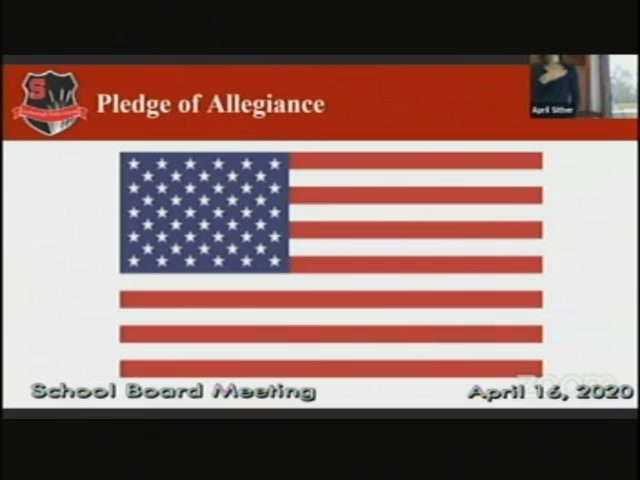 S
Pledge of Allegiance
April Sither
zoom
School Board Meeting
April 16, 2020